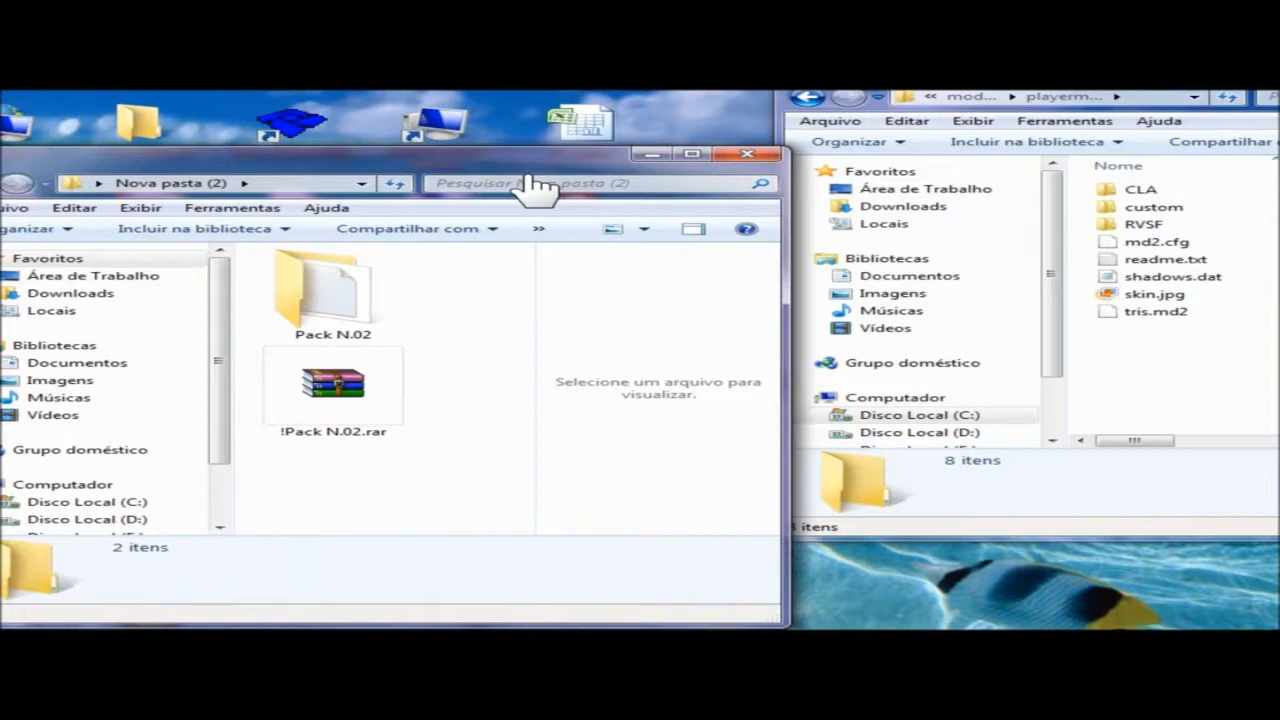 Nova pasta (2)
Pesquisar Nova pasta (2)
Editar Exibir Ferramentas Ajuda
Incluir na biblioteca Compartilhar com »
Favoritos
Área de Trabalho
Downloads
Locais
Bibliotecas
Documentos
Imagens
Músicas
Vídeos
Grupo doméstico
Computador
Disco Local (C:)
Disco Local (D:)
Pack N.02
!Pack N.02.rar
Selecione um arquivo para
visualizar.
2 itens
« mod... playerm...
Arquivo Editar Exibir Ferramentas Ajuda
Organizar Incluir na biblioteca Compartilhar
Favoritos
Área de Trabalho
Downloads
Locais
Bibliotecas
Documentos
Imagens
Músicas
Vídeos
Grupo doméstico
Computador
Disco Local (C:)
Disco Local (D:)
Nome
CLA
custom
RVSF
md2.cfg
readme.txt
shadows.dat
skin.jpg
tris.md2
8 itens
itens